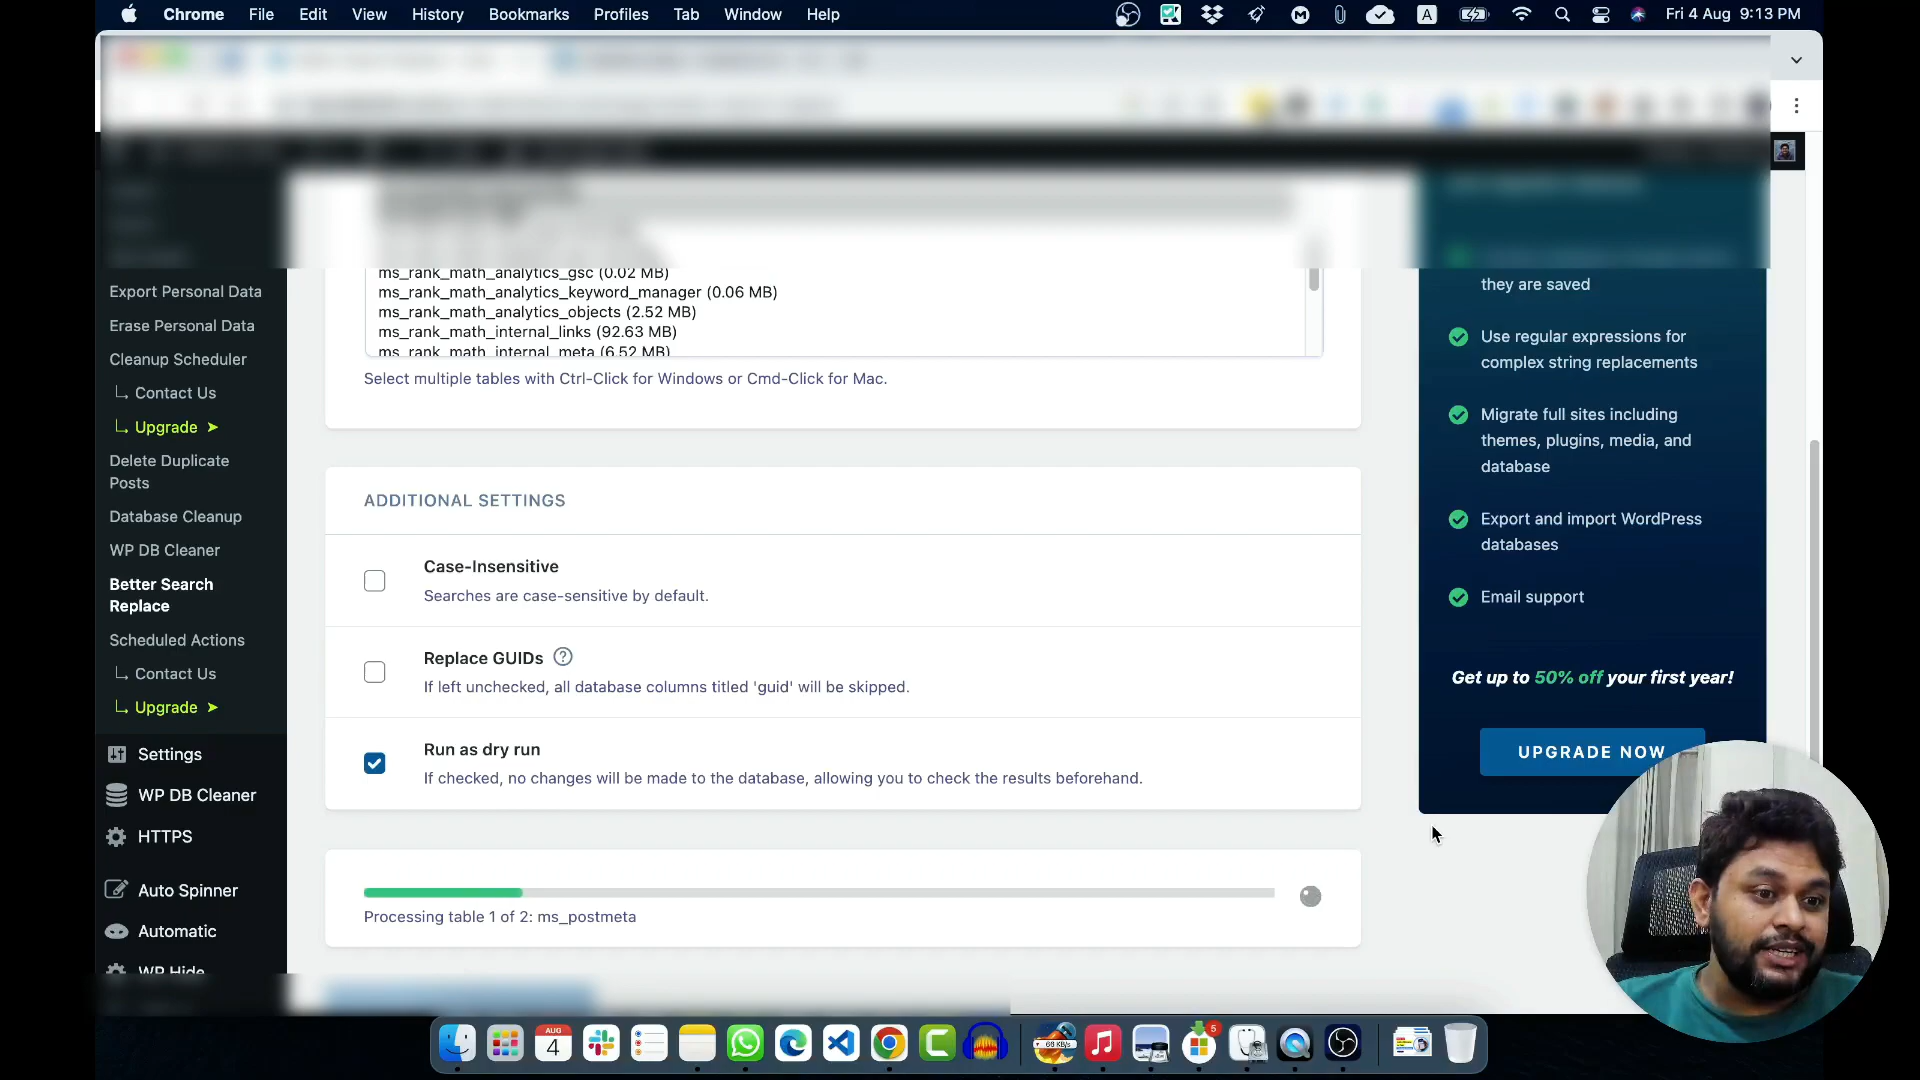 Chrome File Edit View History Bookmarks Profiles Tab Window Help
A
Fri 4 Aug 9:13 PM
Export Personal Data
Erase Personal Data
Cleanup Scheduler
Contact Us
Upgrade ➤
Delete Duplicate
Posts
Database Cleanup
WP DB Cleaner
Better Search
Replace
Scheduled Actions
Contact Us
Upgrade ➤
Settings
WP DB Cleaner
HTTPS
Auto Spinner
Automatic
WP Hide
ms_rank_math_analytics_gsc (0.02 MB)
ms_rank_math_analytics_keyword_manager (0.06 MB)
ms_rank_math_analytics_objects (2.52 MB)
ms_rank_math_internal_links (92.63 MB)
ms_rank_math_internal_meta (6.52 MB)
Select multiple tables with Ctrl-Click for Windows or Cmd-Click for Mac.
ADDITIONAL SETTINGS
Case-Insensitive
Searches are case-sensitive by default.
Replace GUIDs ?
If left unchecked, all database columns titled 'guid' will be skipped.
Run as dry run
If checked, no changes will be made to the database, allowing you to check the results beforehand.
Processing table 1 of 2: ms_postmeta
they are saved
Use regular expressions for
complex string replacements
Migrate full sites including
themes, plugins, media, and
database
Export and import WordPress
databases
Email support
Get up to 50% off your first year!
UPGRADE NOW
AUG
4
66 KB/s
5